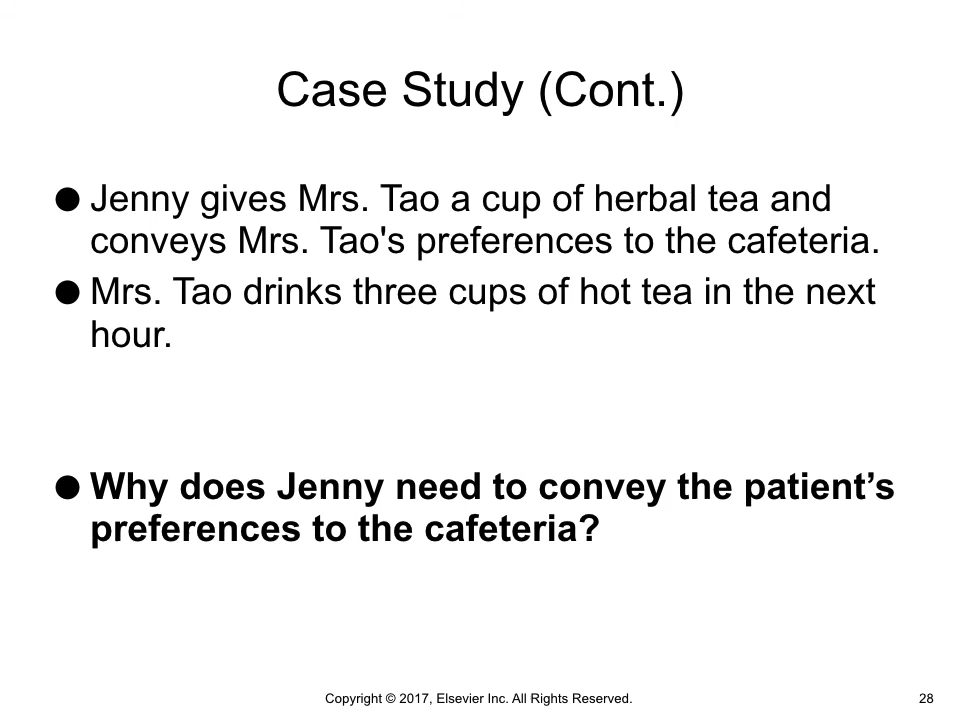 Case Study (Cont.)
● Jenny gives Mrs. Tao a cup of herbal tea and
conveys Mrs. Tao's preferences to the cafeteria.
● Mrs. Tao drinks three cups of hot tea in the next
hour.
● Why does Jenny need to convey the patient’s
preferences to the cafeteria?
Copyright © 2017, Elsevier Inc. All Rights Reserved. 28